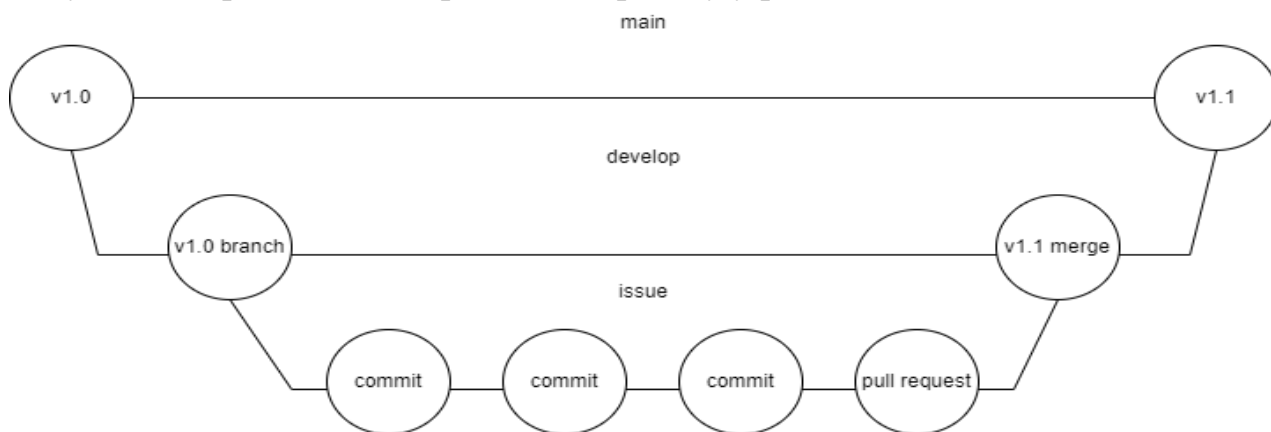 main
v1.0
v1.1
develop
v1.0 branch
v1.1 merge
issue
commit
commit
commit
pull request